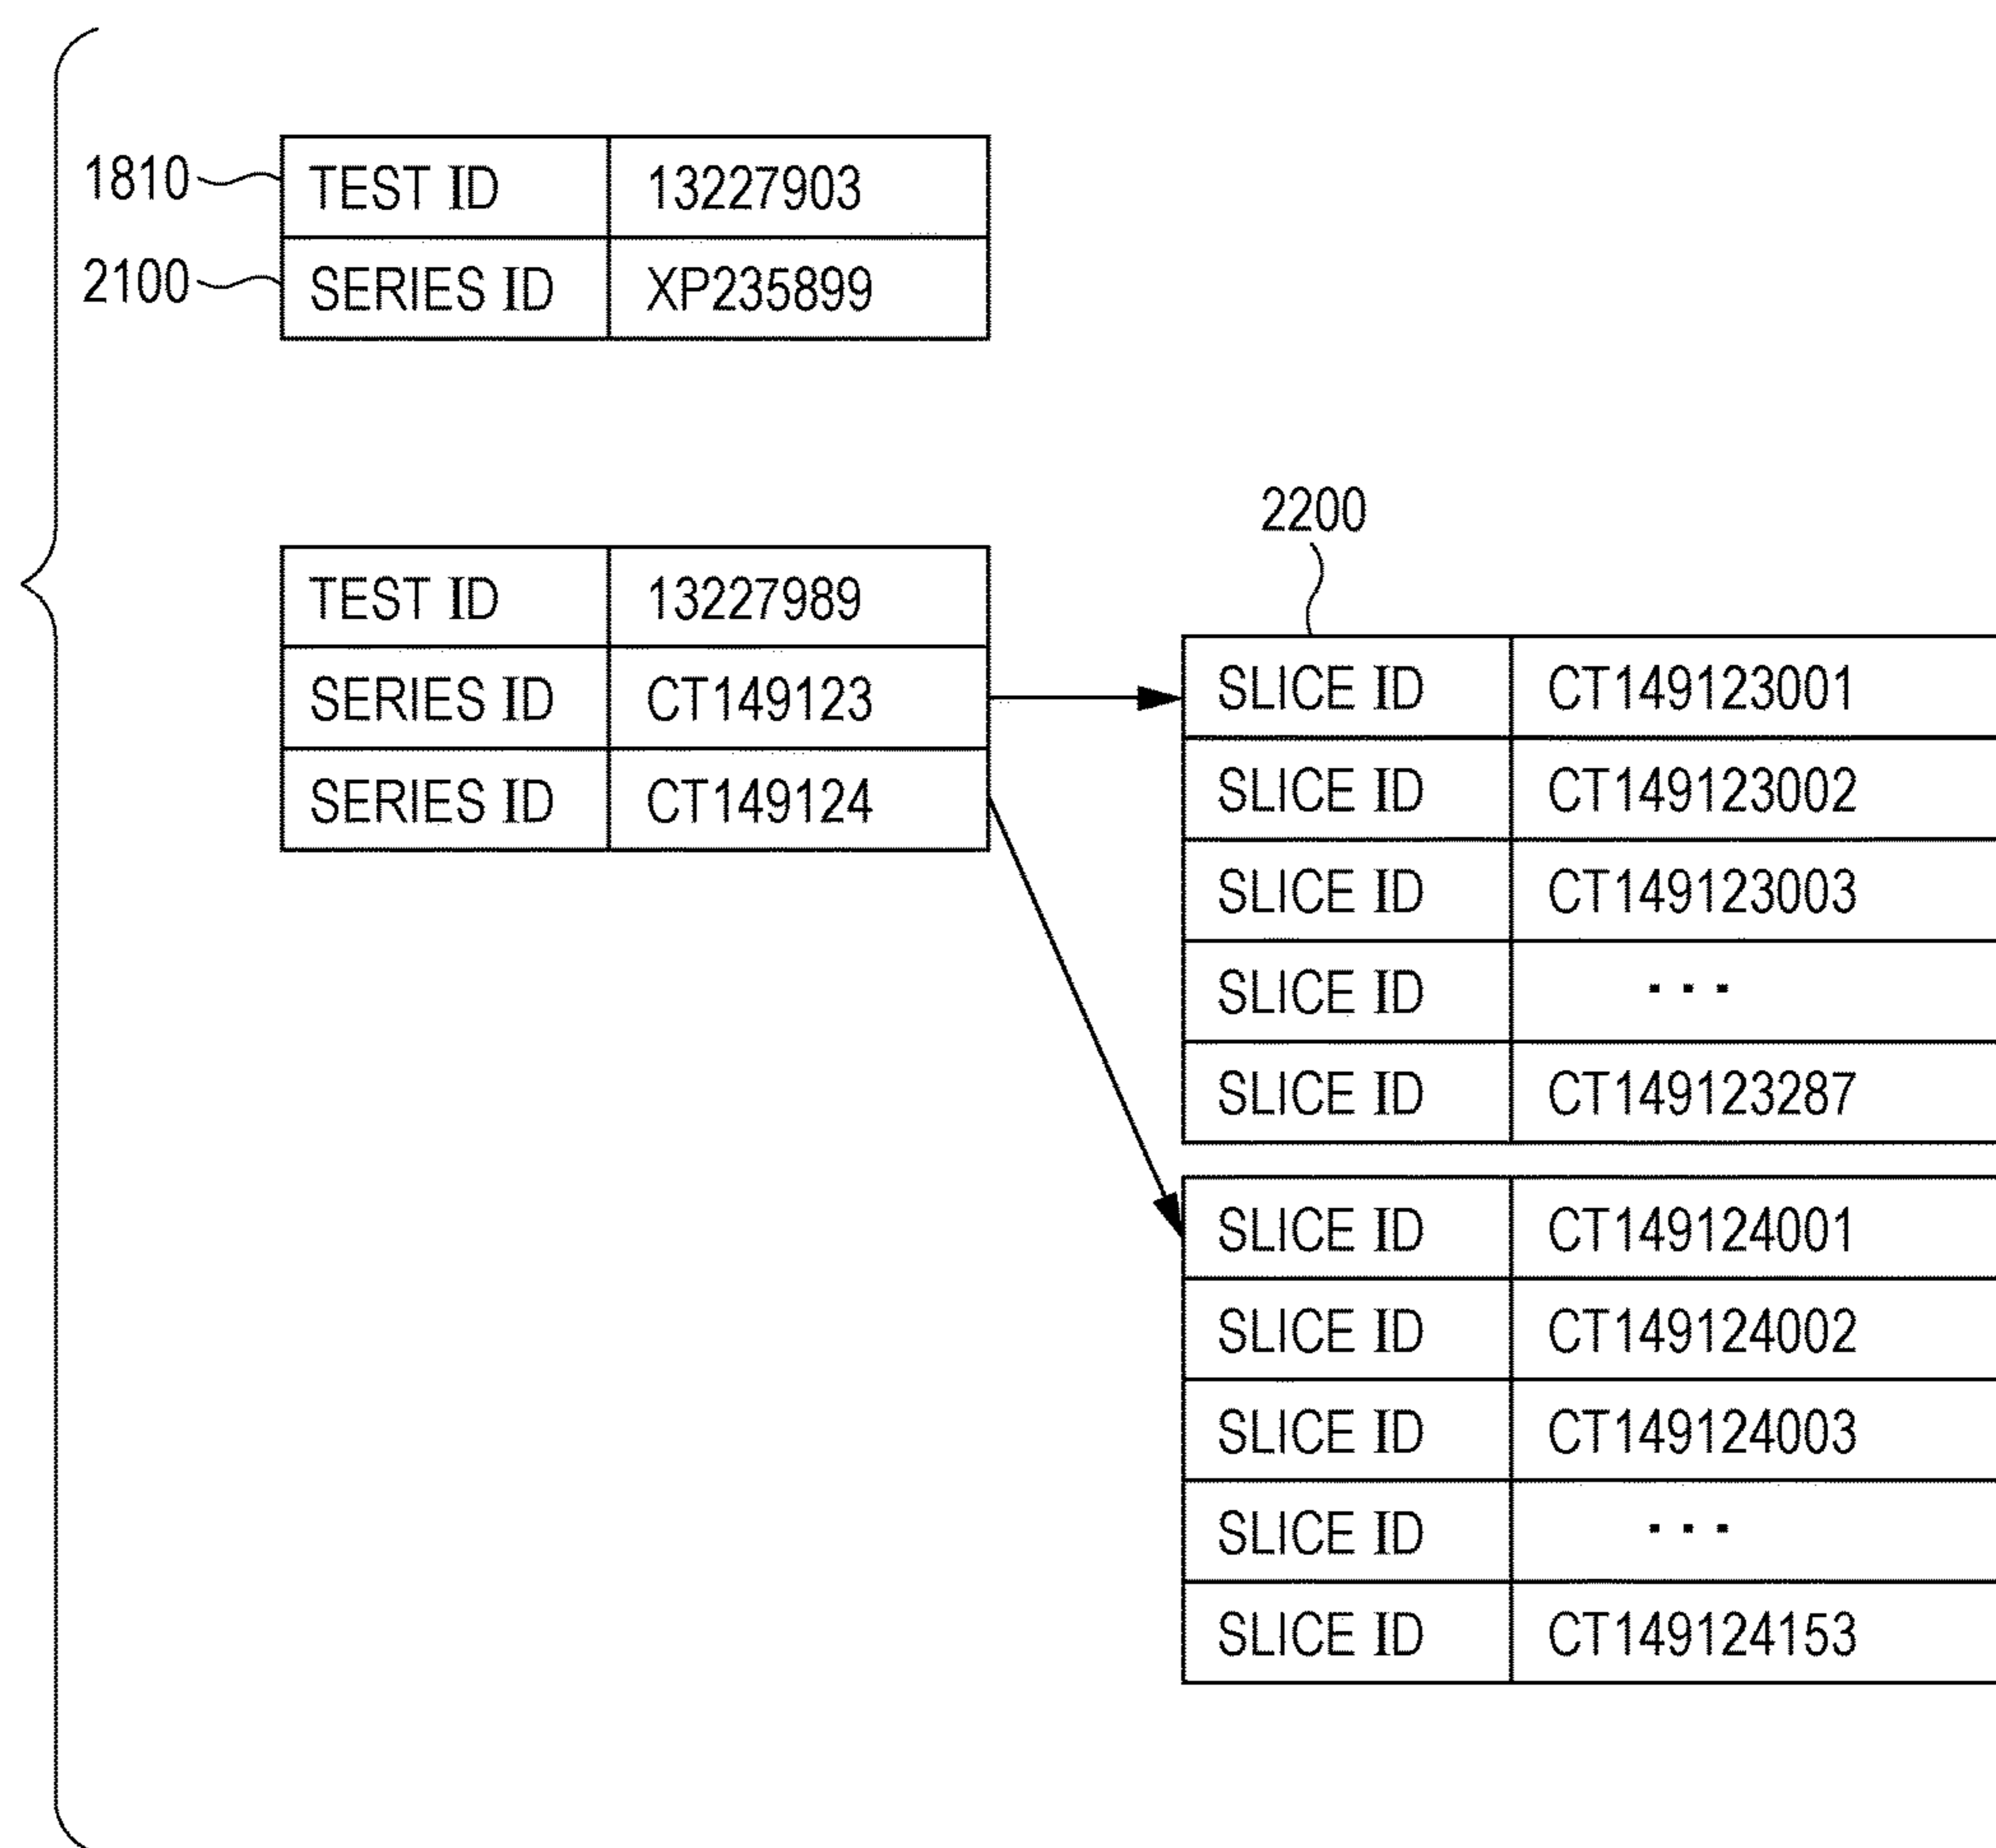 1810 TEST ID 13227903
2100 SERIES ID XP235899
2200
TEST ID 13227989
SERIES ID CT149123
SERIES ID CT149124
SLICE ID CT149123001
SLICE ID CT149123002
SLICE ID CT149123003
SLICE ID ...
SLICE ID CT149123287
SLICE ID CT149124001
SLICE ID CT149124002
SLICE ID CT149124003
SLICE ID ...
SLICE ID CT149124153